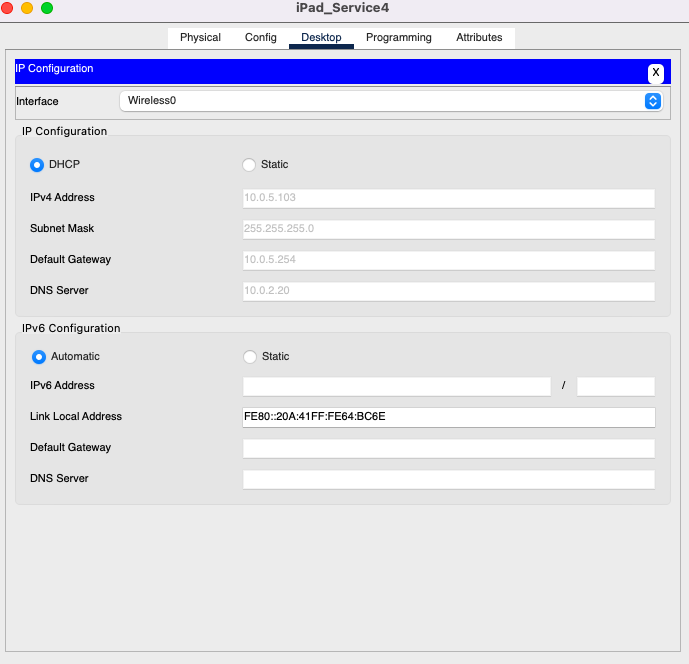 iPad_Service4
Physical Config Desktop Programming Attributes
IP Configuration
X
Interface Wireless0
IP Configuration
DHCP Static
IPv4 Address 10.0.5.103
Subnet Mask 255.255.255.0
Default Gateway 10.0.5.254
DNS Server 10.0.2.20
IPv6 Configuration
Automatic Static
IPv6 Address /
Link Local Address FE80::20A:41FF:FE64:BC6E
Default Gateway
DNS Server